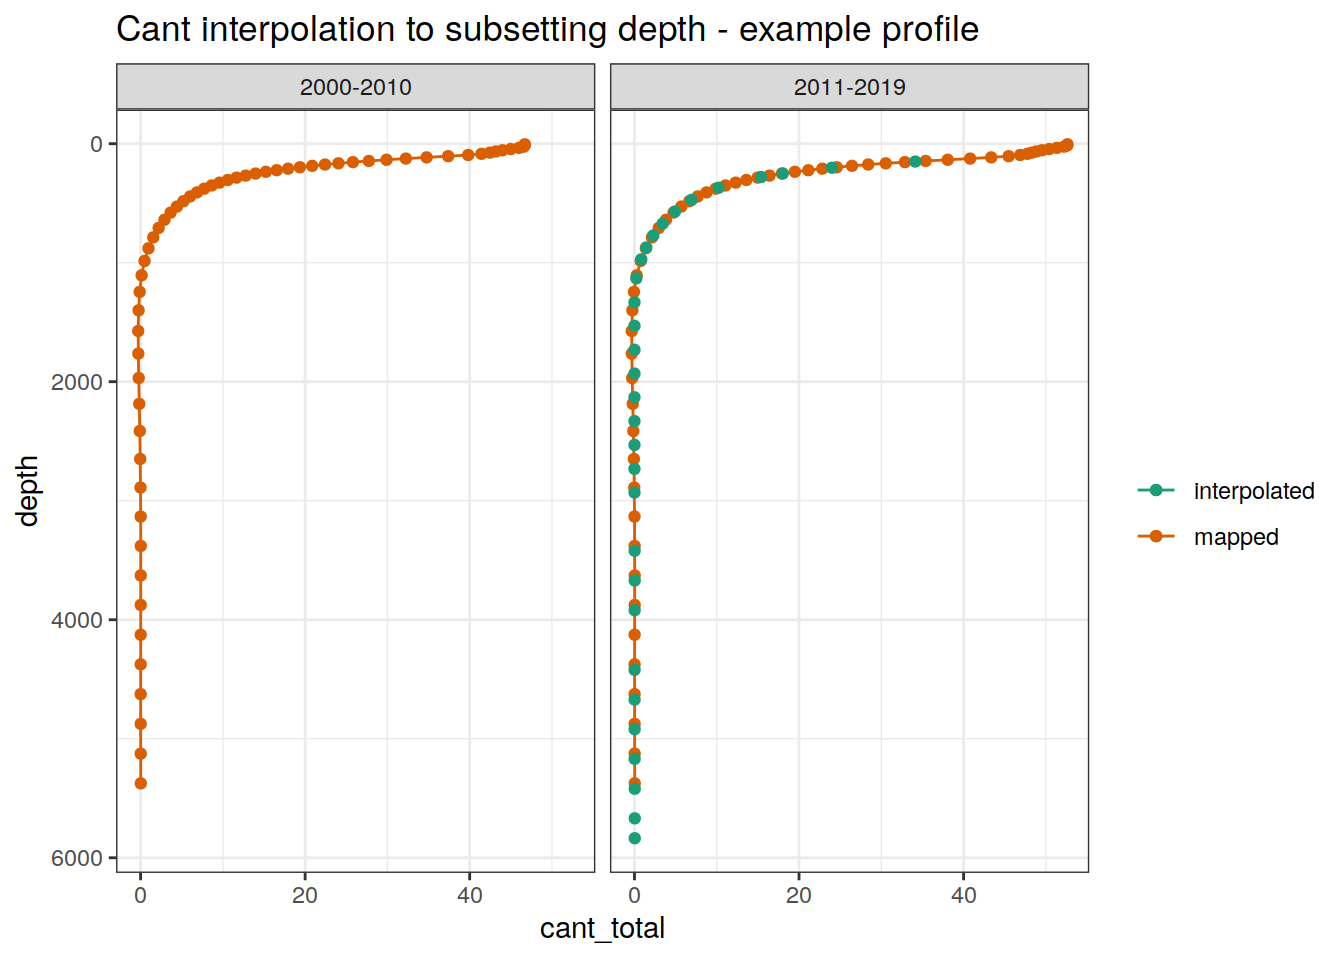 Cant interpolation to subsetting depth - example profile
2000-2010 2011-2019
0
2000
4000
6000
depth
0 20 40 0 20 40
cant_total
interpolated
mapped